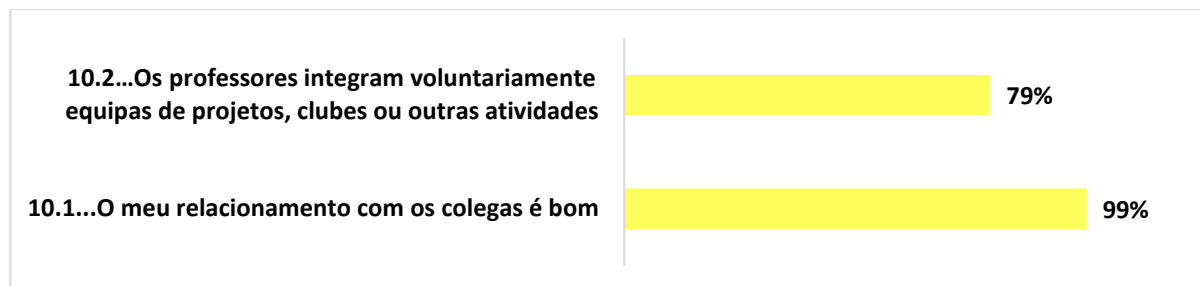 10.2...Os professores integram voluntariamente
equipas de projetos, clubes ou outras atividades
79%
10.1...O meu relacionamento com os colegas é bom
99%